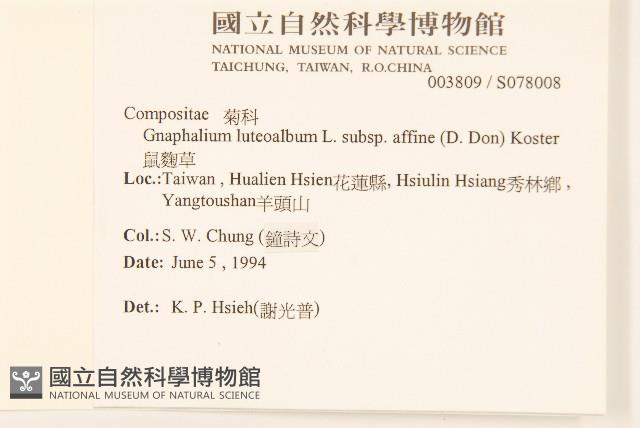 國立自然科學博物館
NATIONAL MUSEUM OF NATURAL SCIENCE
TAICHUNG, TAIWAN, R.O.CHINA
003809 / S078008
Compositae 菊科
Gnaphalium luteoalbum L. subsp. affine (D. Don) Koster
鼠麴草
Loc.:Taiwan , Hualien Hsien花蓮縣, Hsiulin Hsiang秀林鄉 ,
Yangtoushan羊頭山
Col.: S. W. Chung (鐘詩文)
Date: June 5 , 1994
Det.: K. P. Hsieh(謝光普)
國立自然科學博物館
NATIONAL MUSEUM OF NATURAL SCIENCE